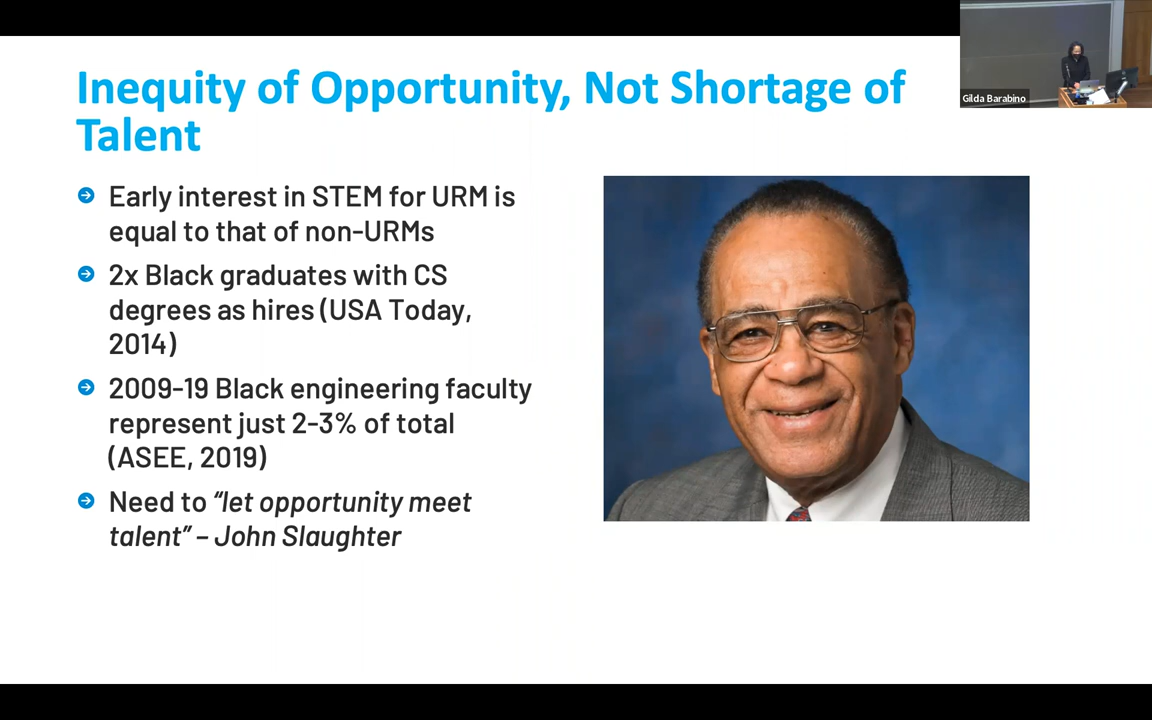 Inequity of Opportunity, Not Shortage of
Talent
Gilda Barabino
Early interest in STEM for URM is
equal to that of non-URMs
2x Black graduates with CS
degrees as hires (USA Today,
2014)
2009-19 Black engineering faculty
represent just 2-3% of total
(ASEE, 2019)
Need to “let opportunity meet
talent” – John Slaughter